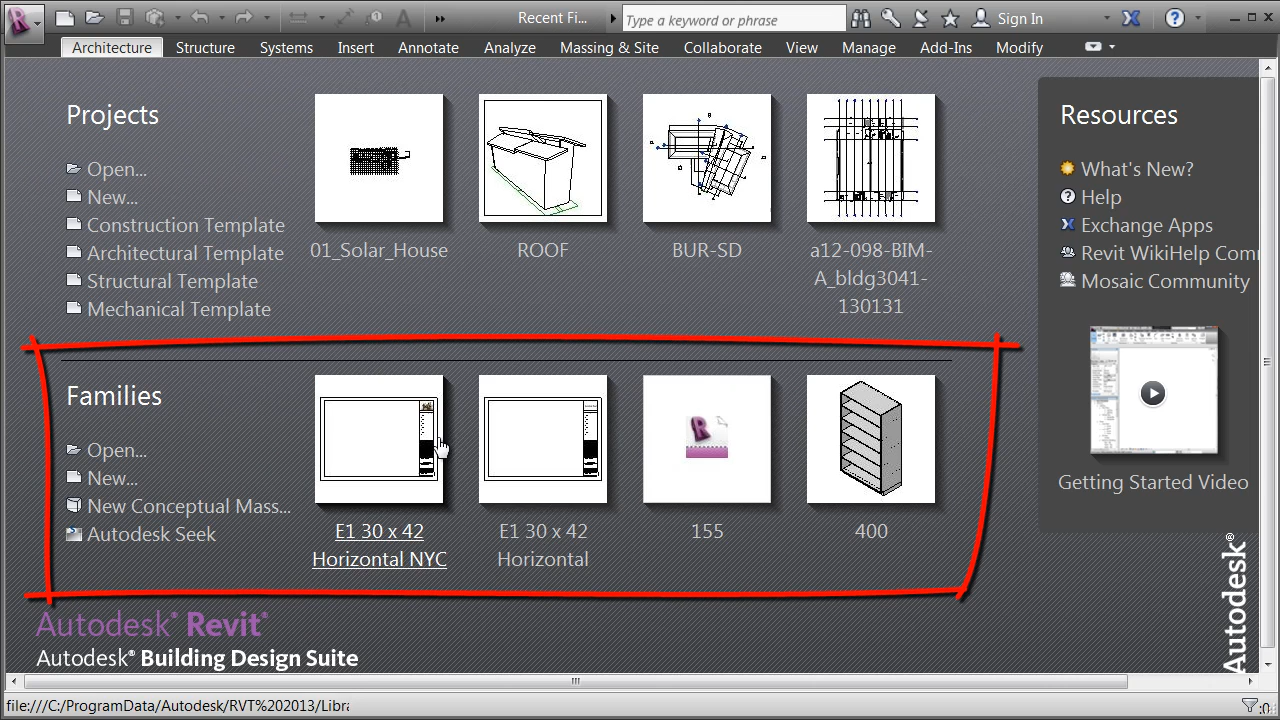 Recent Fi...
Type a keyword or phrase
Sign In
Architecture
Structure
Systems
Insert
Annotate
Analyze
Massing & Site
Collaborate
View
Manage
Add-Ins
Modify
Projects
Open...
New...
Construction Template
Architectural Template
Structural Template
Mechanical Template
01_Solar_House
ROOF
BUR-SD
a12-098-BIM-
A_bldg3041-
130131
Resources
What's New?
Help
Exchange Apps
Revit WikiHelp Com
Mosaic Community
Getting Started Video
Families
Open...
New...
New Conceptual Mass...
Autodesk Seek
E1 30 x 42
Horizontal NYC
E1 30 x 42
Horizontal
155
400
Autodesk® Revit®
Autodesk® Building Design Suite
Autodesk®
file:///C:/ProgramData/Autodesk/RVT%202013/Libra
:0